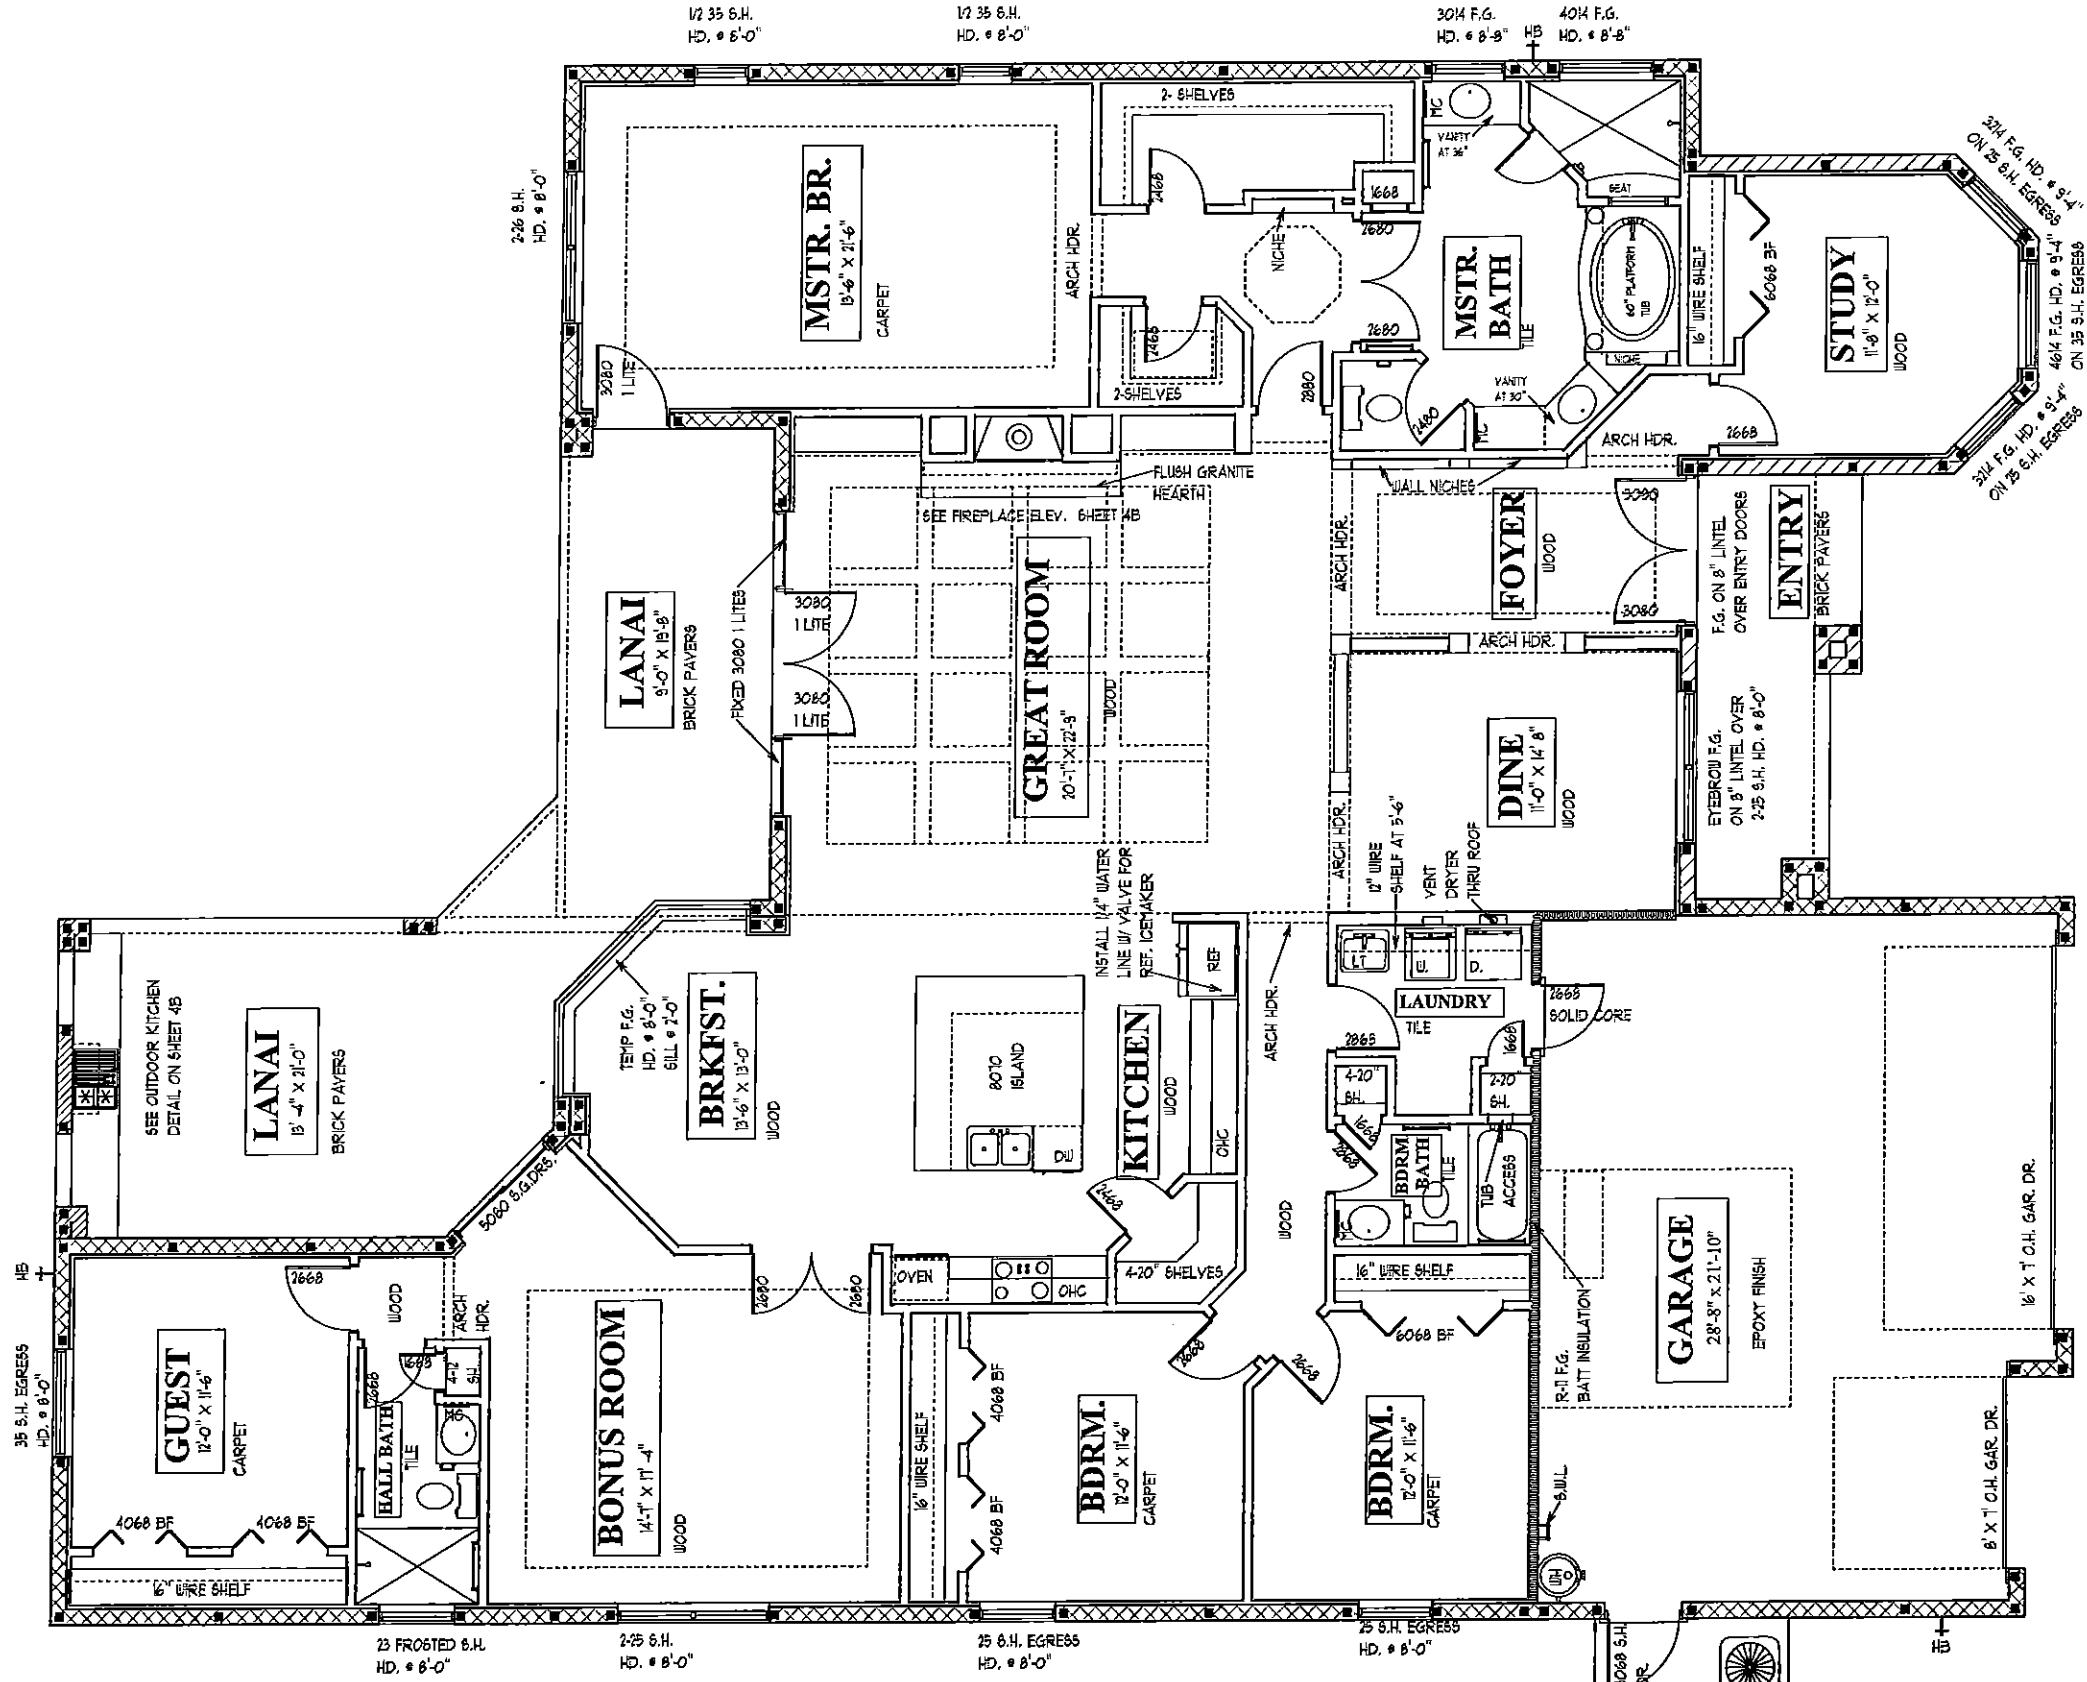 1/2 35 S.H.
HD. @ 8'-0"
1/2 35 S.H.
HD. @ 8'-0"
3014 F.G.
HD. @ 8'-8"
HB
4014 F.G.
HD. @ 8'-8"
2-26 S.H.
HD. @ 8'-0"
MSTR. BR.
13'-6" X 21'-6"
CARPET
3080
1 LITE
ARCH HDR.
2- SHELVES
2468
NICHE
1668
2680
2680
2468
2-SHELVES
2880
MC
VANITY
AT 36"
MSTR.
BATH
TILE
SEAT
60" PLATFORM
TUB
NICHE
VANITY
AT 30"
MC
2480
16" WIRE SHELF
6068 BF
STUDY
11'-8" X 12'-0"
WOOD
2668
ARCH HDR.
3214 F.G. HD. @ 9'-4"
ON 25 S.H. EGRESS
4614 F.G. HD. @ 9'-4"
ON 35 S.H. EGRESS
3214 F.G. HD. @ 9'-4"
ON 25 S.H. EGRESS
FLUSH GRANITE
HEARTH
SEE FIREPLACE ELEV. SHEET 4B
WALL NICHES
LANAI
9'-0" X 19'-8"
BRICK PAVERS
FIXED 3080 1 LITES
3080
1 LITE
3080
1 LITE
GREAT ROOM
20'-7" X 22'-9"
WOOD
ARCH HDR.
FOYER
WOOD
3080
3080
F.G. ON 8" LINTEL
OVER ENTRY DOORS
ENTRY
BRICK PAVERS
ARCH HDR.
DINE
11'-0" X 14' 8"
WOOD
ARCH HDR.
EYEBROW F.G.
ON 8" LINTEL OVER
2-25 S.H. HD. @ 8'-0"
12" WIRE
SHELF AT 5'-6"
VENT
DRYER
THRU ROOF
INSTALL 1/4" WATER
LINE W/ VALVE FOR
REF. ICEMAKER
REF
ARCH HDR.
SEE OUTDOOR KITCHEN
DETAIL ON SHEET 4B
LANAI
13'-4" X 21'-0"
BRICK PAVERS
TEMP F.G.
HD. @ 8'-0"
SILL @ 2'-0"
BRKFST.
13'-6" X 13'-0"
WOOD
8070
ISLAND
DW
KITCHEN
WOOD
OHC
2468
4-20" SHELVES
OVEN
OHC
LT
W.
D.
LAUNDRY
TILE
2668
SOLID CORE
2868
1668
4-20"
SH.
2-20"
SH.
1668
2668
BDRM
BATH
TILE
TUB
ACCESS
MC
WOOD
16" WIRE SHELF
6068 BF
GARAGE
28'-8" x 21'-10"
EPOXY FINISH
16' X 7' O.H. GAR. DR.
8' X 7' O.H. GAR. DR.
R-11 F.G.
BATT INSULATION
S.W.L.
WH
HB
5080 S.G.DRS.
HB
35 S.H. EGRESS
HD. @ 8'-0"
GUEST
12'-0" X 11'-6"
CARPET
2668
WOOD
ARCH
HDR.
4068 BF
4068 BF
16" WIRE SHELF
2668
1668
4-12
SH.
MC
HALL BATH
TILE
BONUS ROOM
14'-7" X 17'-4"
WOOD
2680
2680
16" WIRE SHELF
4068 BF
4068 BF
BDRM.
12'-0" X 11'-6"
CARPET
2668
2668
BDRM.
12'-0" X 11'-6"
CARPET
23 FROSTED S.H.
HD. @ 8'-0"
2-25 S.H.
HD. @ 8'-0"
25 S.H. EGRESS
HD. @ 8'-0"
25 S.H. EGRESS
HD. @ 8'-0"